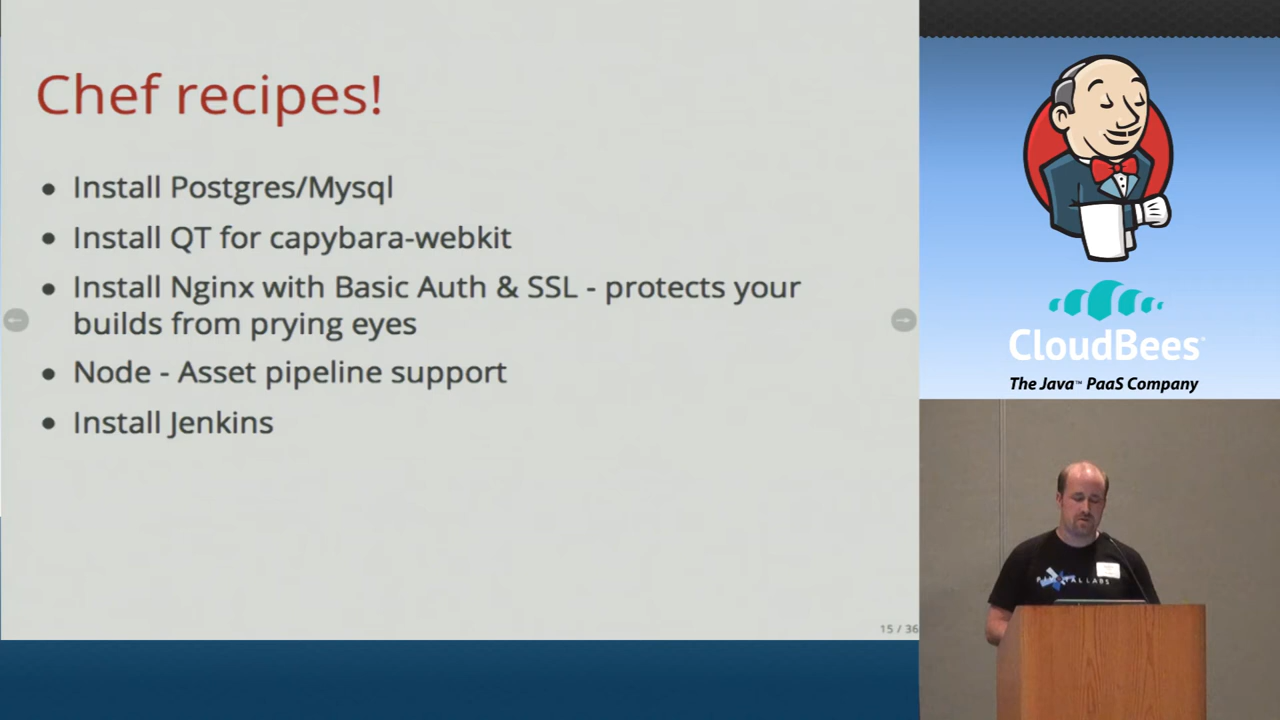 Chef recipes!
• Install Postgres/Mysql
• Install QT for capybara-webkit
• Install Nginx with Basic Auth & SSL - protects your
builds from prying eyes
• Node - Asset pipeline support
• Install Jenkins
15 / 36
CloudBees
The Java™ PaaS Company
LABS